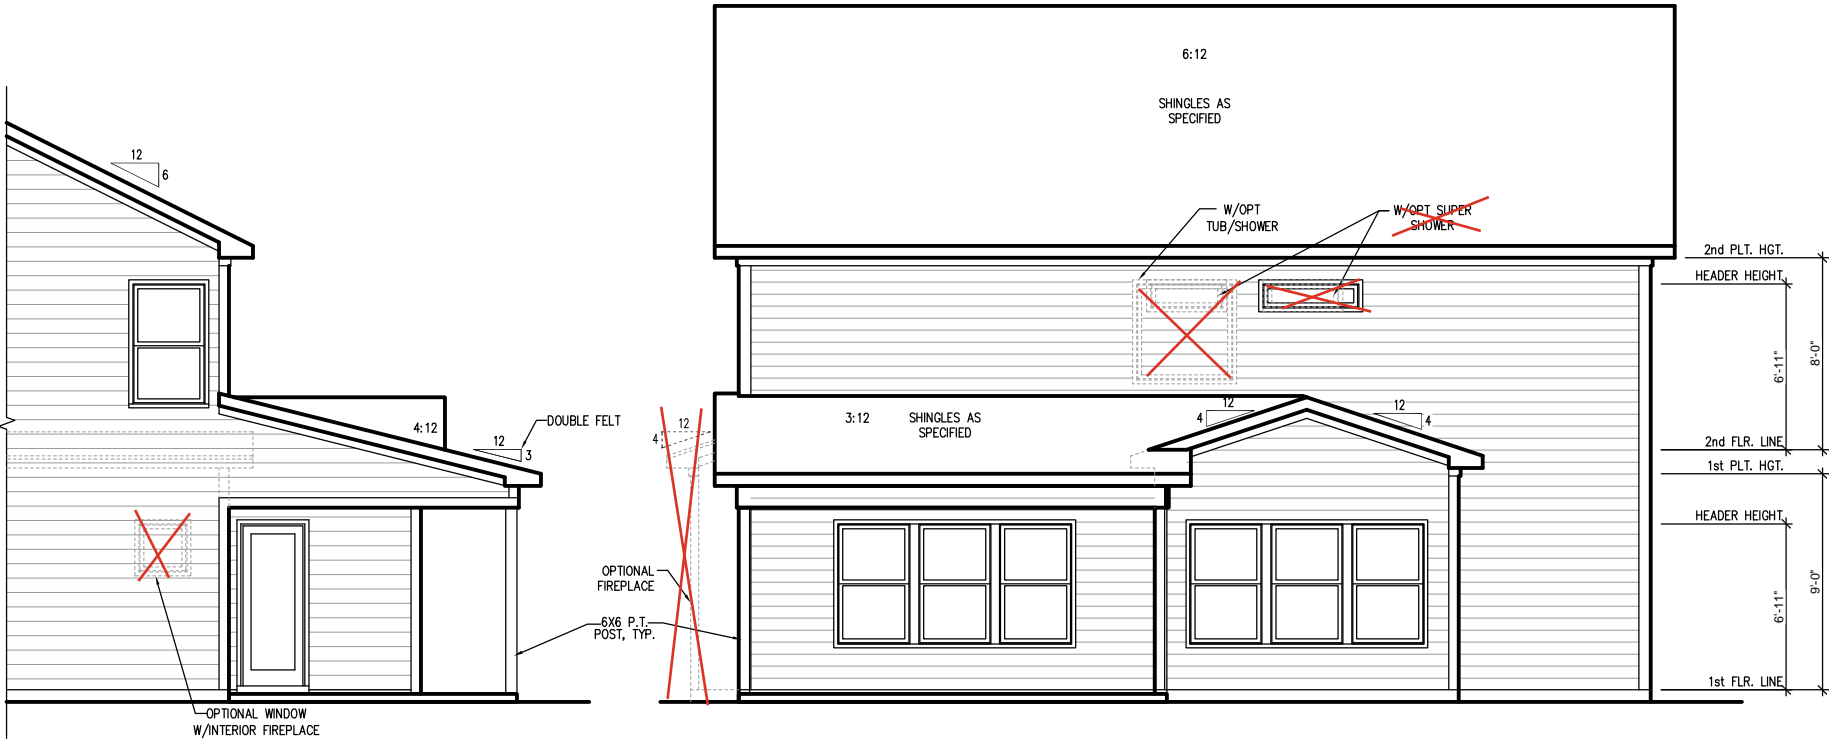 12
6
4:12
12
3
DOUBLE FELT
OPTIONAL WINDOW
W/INTERIOR FIREPLACE
6:12
SHINGLES AS
SPECIFIED
W/OPT
TUB/SHOWER
W/OPT SUPER
SHOWER
12
4
3:12
SHINGLES AS
SPECIFIED
12
4
12
4
OPTIONAL
FIREPLACE
6X6 P.T.
POST, TYP.
2nd PLT. HGT.
HEADER HEIGHT
6'-11"
8'-0"
2nd FLR. LINE
1st PLT. HGT.
HEADER HEIGHT
6'-11"
9'-0"
1st FLR. LINE